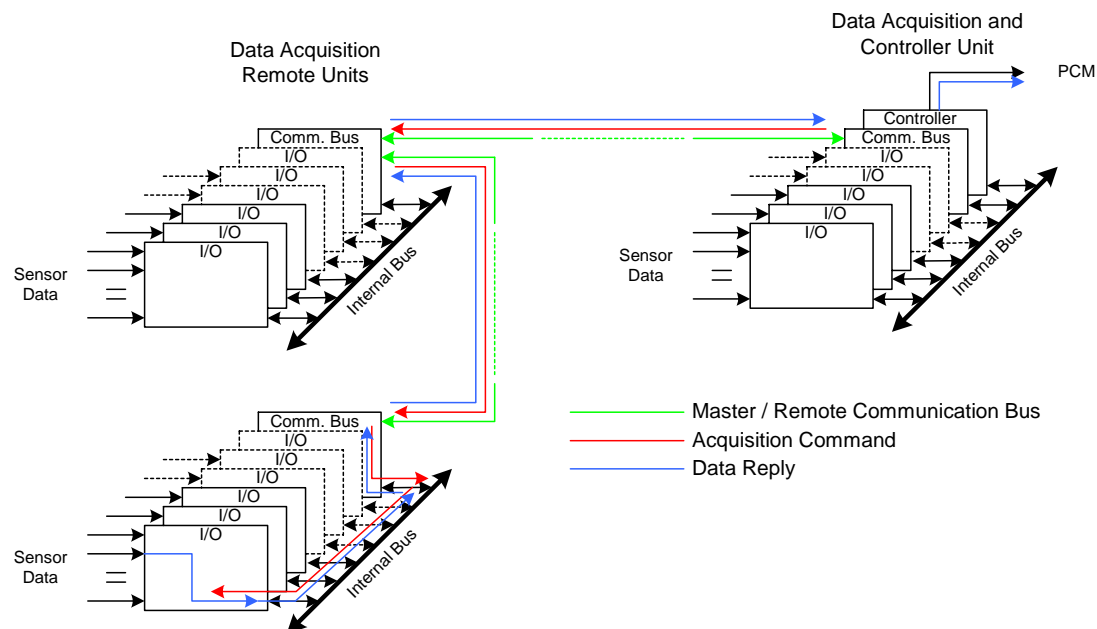 Data Acquisition
Remote Units
Data Acquisition and
Controller Unit
PCM
Controller
Comm. Bus
I/O
I/O
I/O
I/O
I/O
I/O
Sensor
Data
Internal Bus
Comm. Bus
I/O
I/O
I/O
I/O
I/O
I/O
Sensor
Data
Internal Bus
Comm. Bus
I/O
I/O
I/O
I/O
I/O
I/O
Sensor
Data
Internal Bus
Master / Remote Communication Bus
Acquisition Command
Data Reply